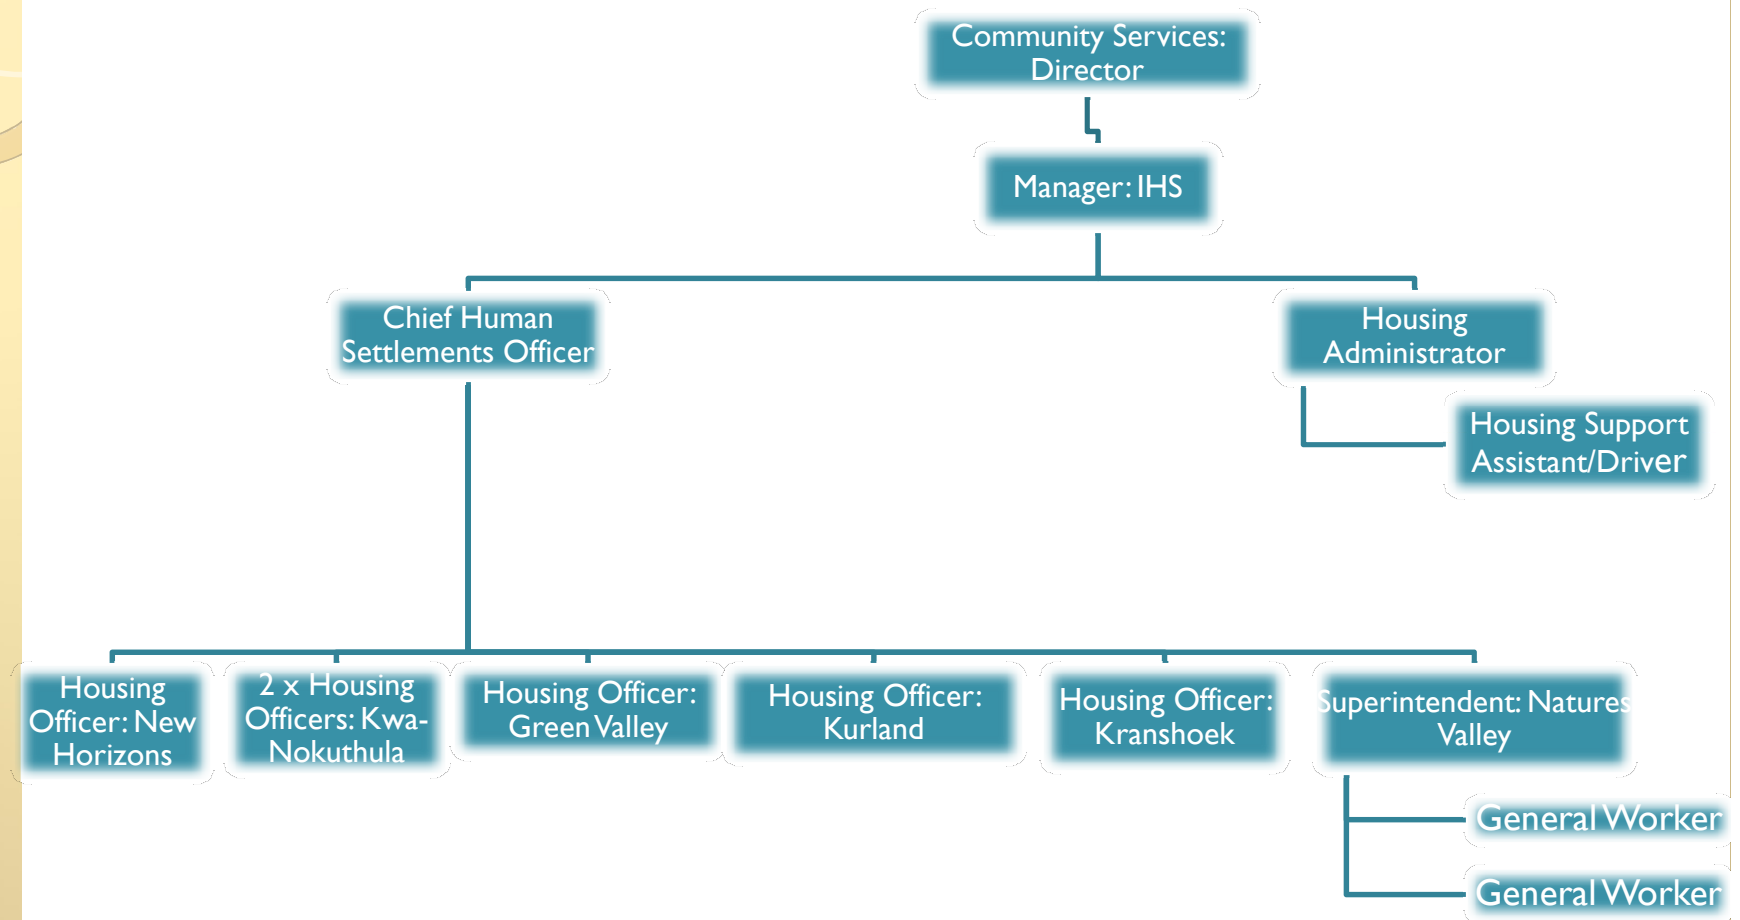 Community Services:
Director
Manager: IHS
Chief Human
Settlements Officer
Housing
Administrator
Housing Support
Assistant/Driver
Housing
Officer: New
Horizons
2 x Housing
Officers: Kwa-
Nokuthula
Housing Officer:
Green Valley
Housing Officer:
Kurland
Housing Officer:
Kranshoek
Superintendent: Natures
Valley
General Worker
General Worker